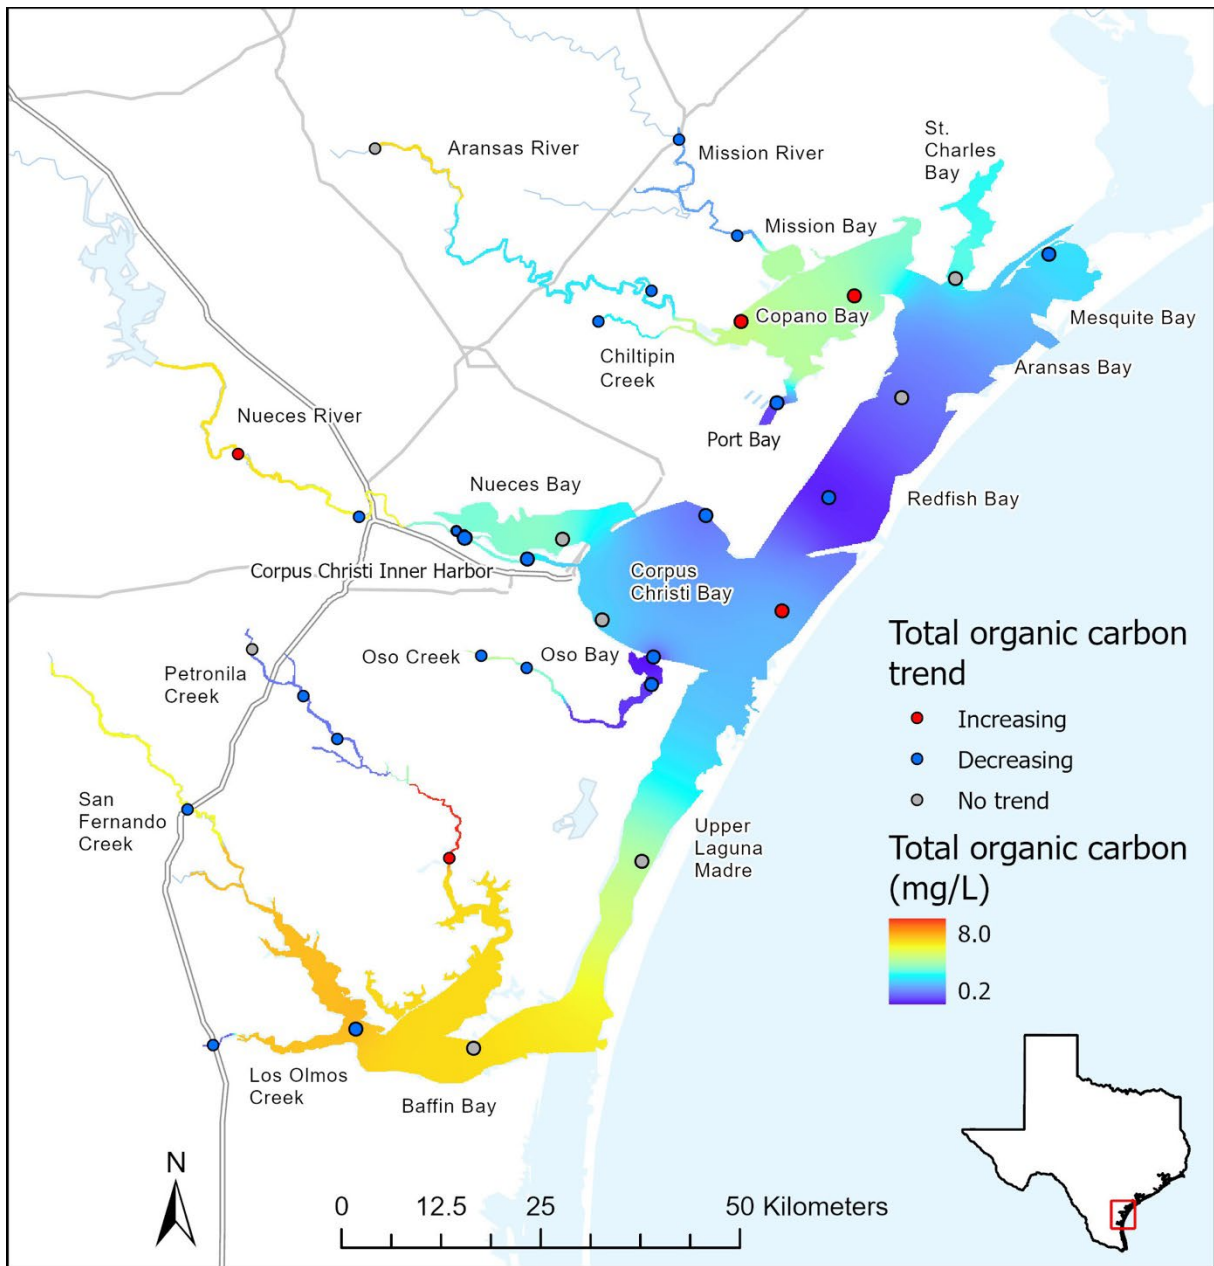 St.
Charles
Bay
Aransas River
Mission River
Mission Bay
Copano Bay
Mesquite Bay
Chiltipin
Creek
Aransas Bay
Nueces River
Port Bay
Nueces Bay
Redfish Bay
Corpus Christi Inner Harbor
Corpus
Christi Bay
Oso Creek
Oso Bay
Petronila
Creek
San
Fernando
Creek
Upper
Laguna
Madre
Los Olmos
Creek
Baffin Bay
Total organic carbon
trend
Increasing
Decreasing
No trend
Total organic carbon
(mg/L)
8.0
0.2
N
0
12.5
25
50 Kilometers